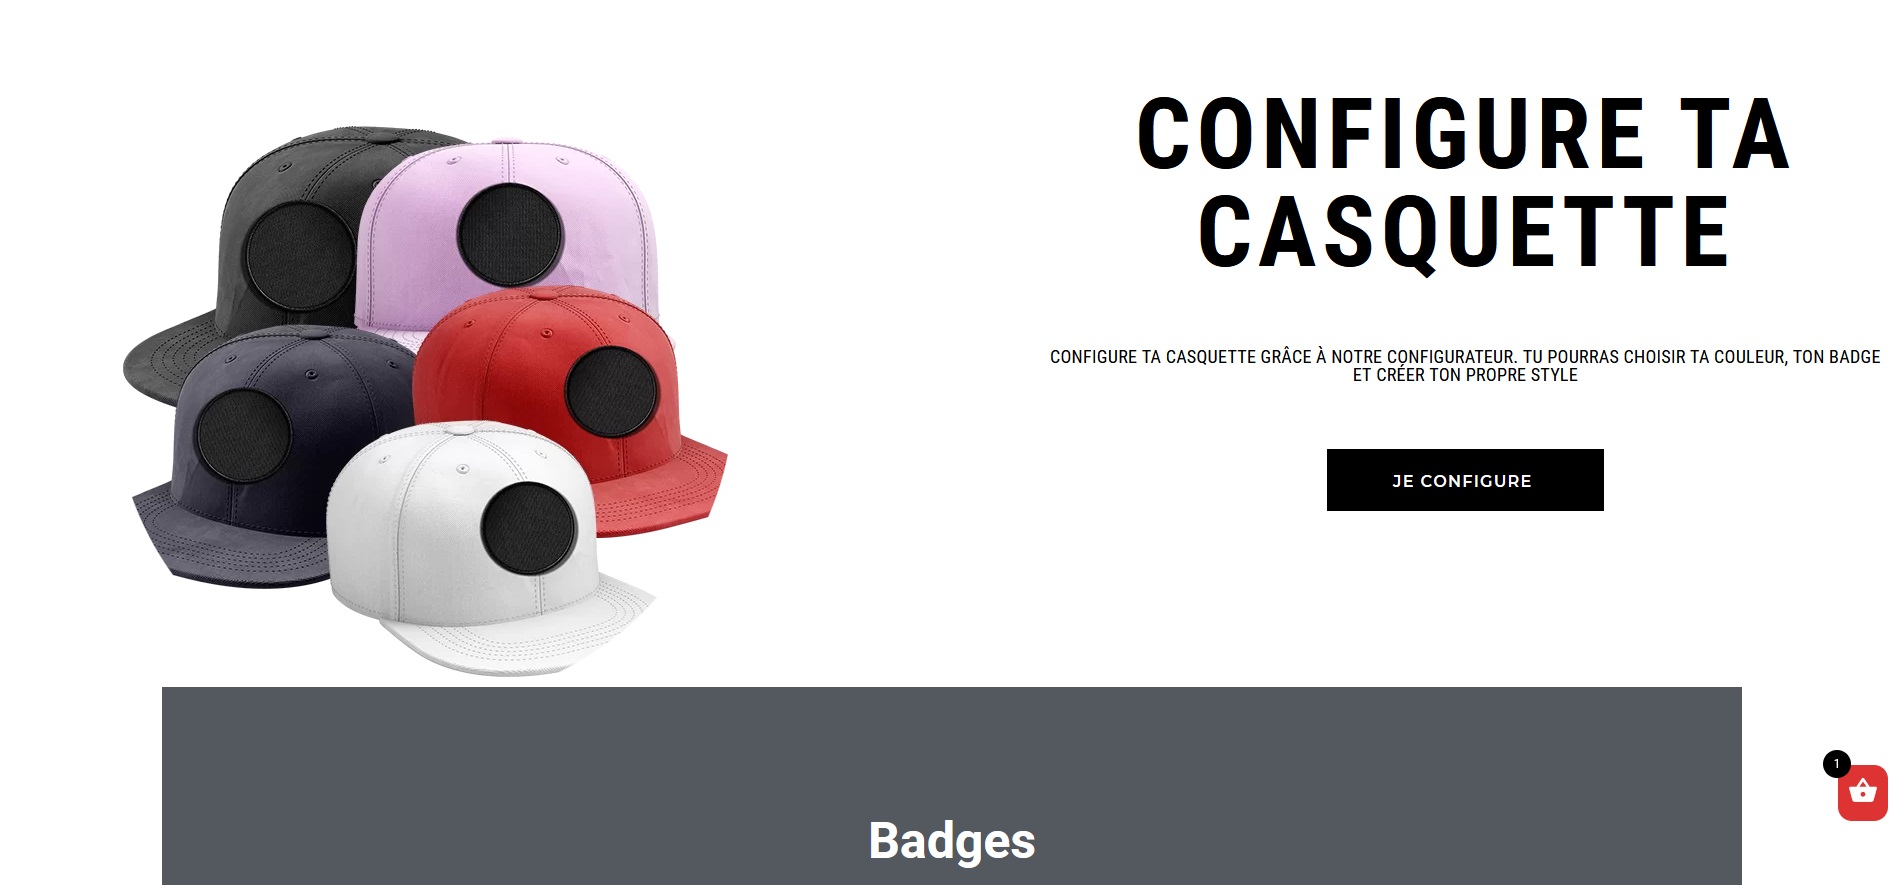 CONFIGURE TA
CASQUETTE
CONFIGURE TA CASQUETTE GRÂCE À NOTRE CONFIGURATEUR. TU POURRAS CHOISIR TA COULEUR, TON BADGE
ET CRÉER TON PROPRE STYLE
JE CONFIGURE
1
Badges